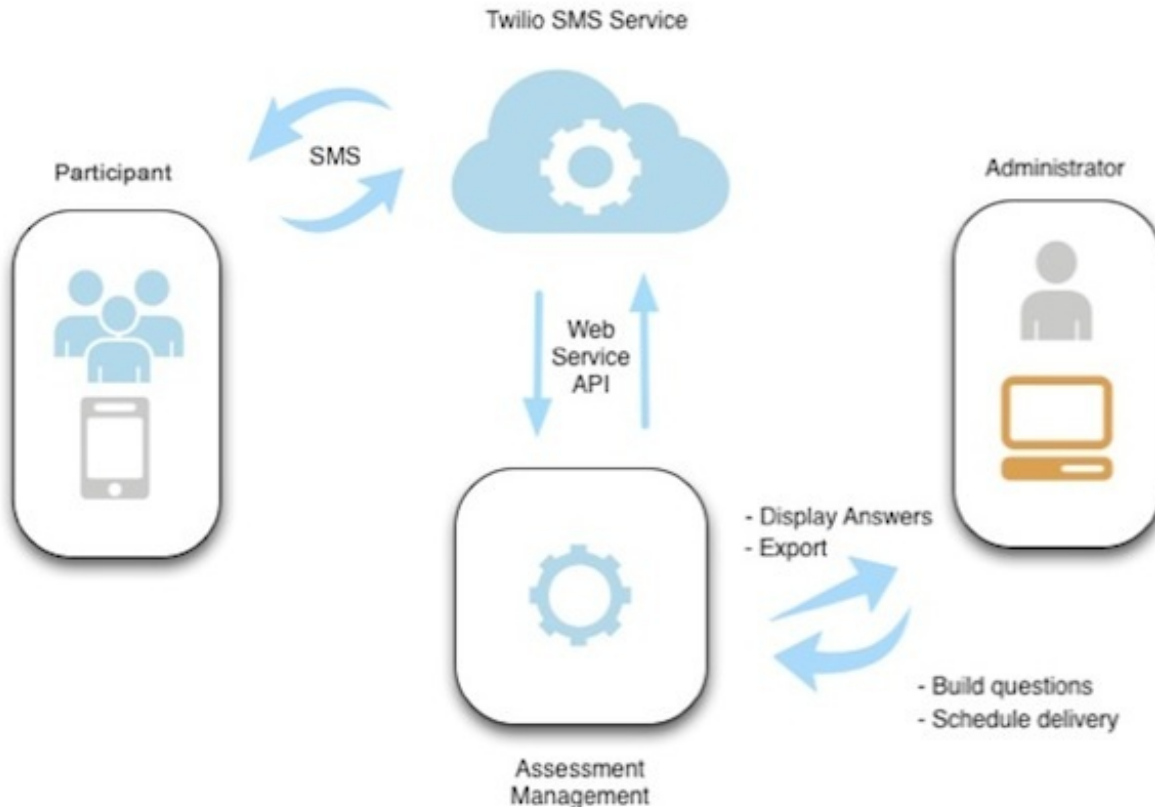 Twilio SMS Service
SMS
Participant
Administrator
Web
Service
API
- Display Answers
- Export
- Build questions
- Schedule delivery
Assessment
Management